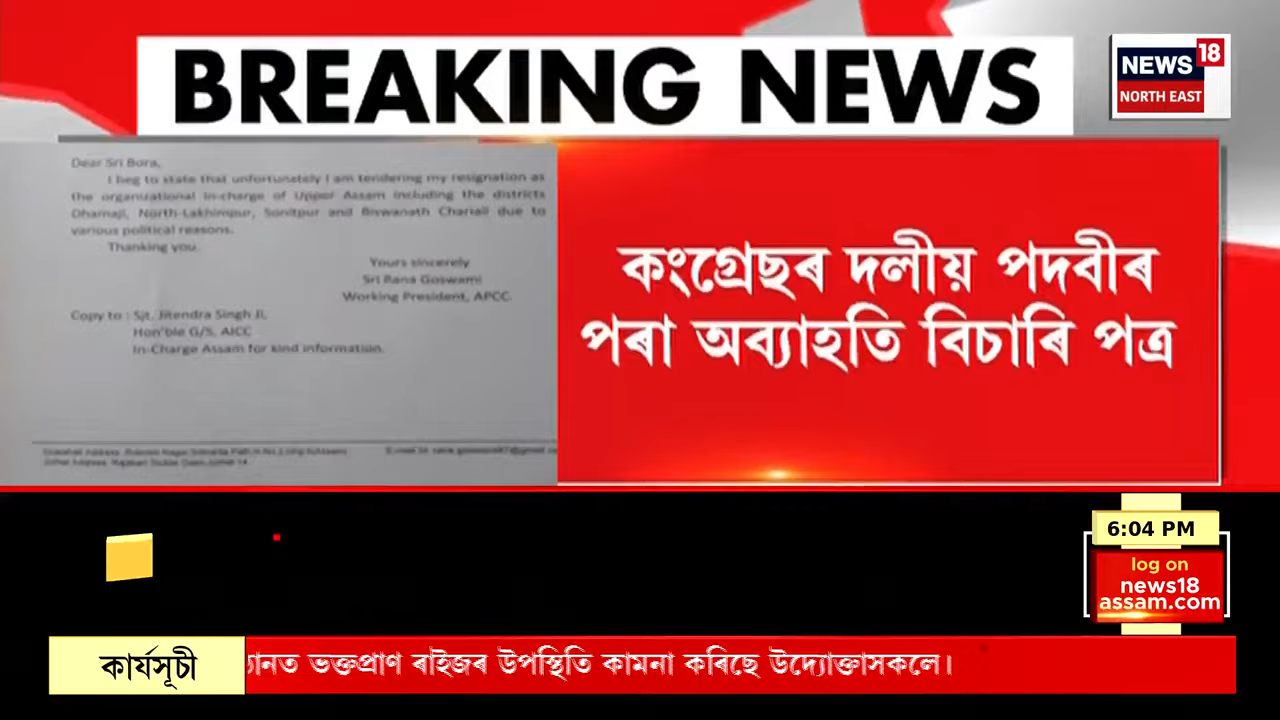 BREAKING NEWS
NEWS 18
NORTH EAST
Dear Sri Bora,
I beg to state that unfortunately I am tendering my resignation as
the organizational in-charge of Upper Assam including the districts
Dhamaji, North-Lakhimpur, Sonitpur and Biswanath Chariali due to
various political reasons.
Thanking you.
Yours sincerely
Sri Rana Goswami
Working President, APCC
Copy to : Sjt. Jitendra Singh Ji,
Hon'ble G/S, AICC
In-Charge Assam for kind information.
কংগ্ৰেছৰ দলীয় পদবীৰ
পৰা অব্যাহতি বিচাৰি পত্ৰ
6:04 PM
log on
news18
assam.com
কাৰ্যসূচী
ভক্তপ্ৰাণ ৰাইজৰ উপস্থিতি কামনা কৰিছে উদ্যোক্তাসকলে।